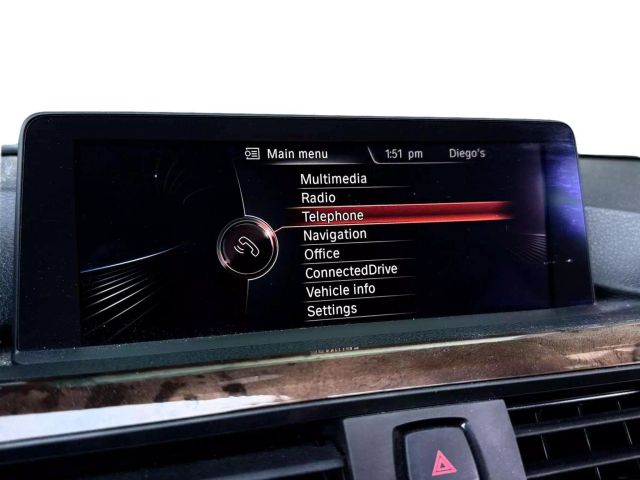 Main menu 1:51 pm Diego's
Multimedia
Radio
Telephone
Navigation
Office
ConnectedDrive
Vehicle info
Settings